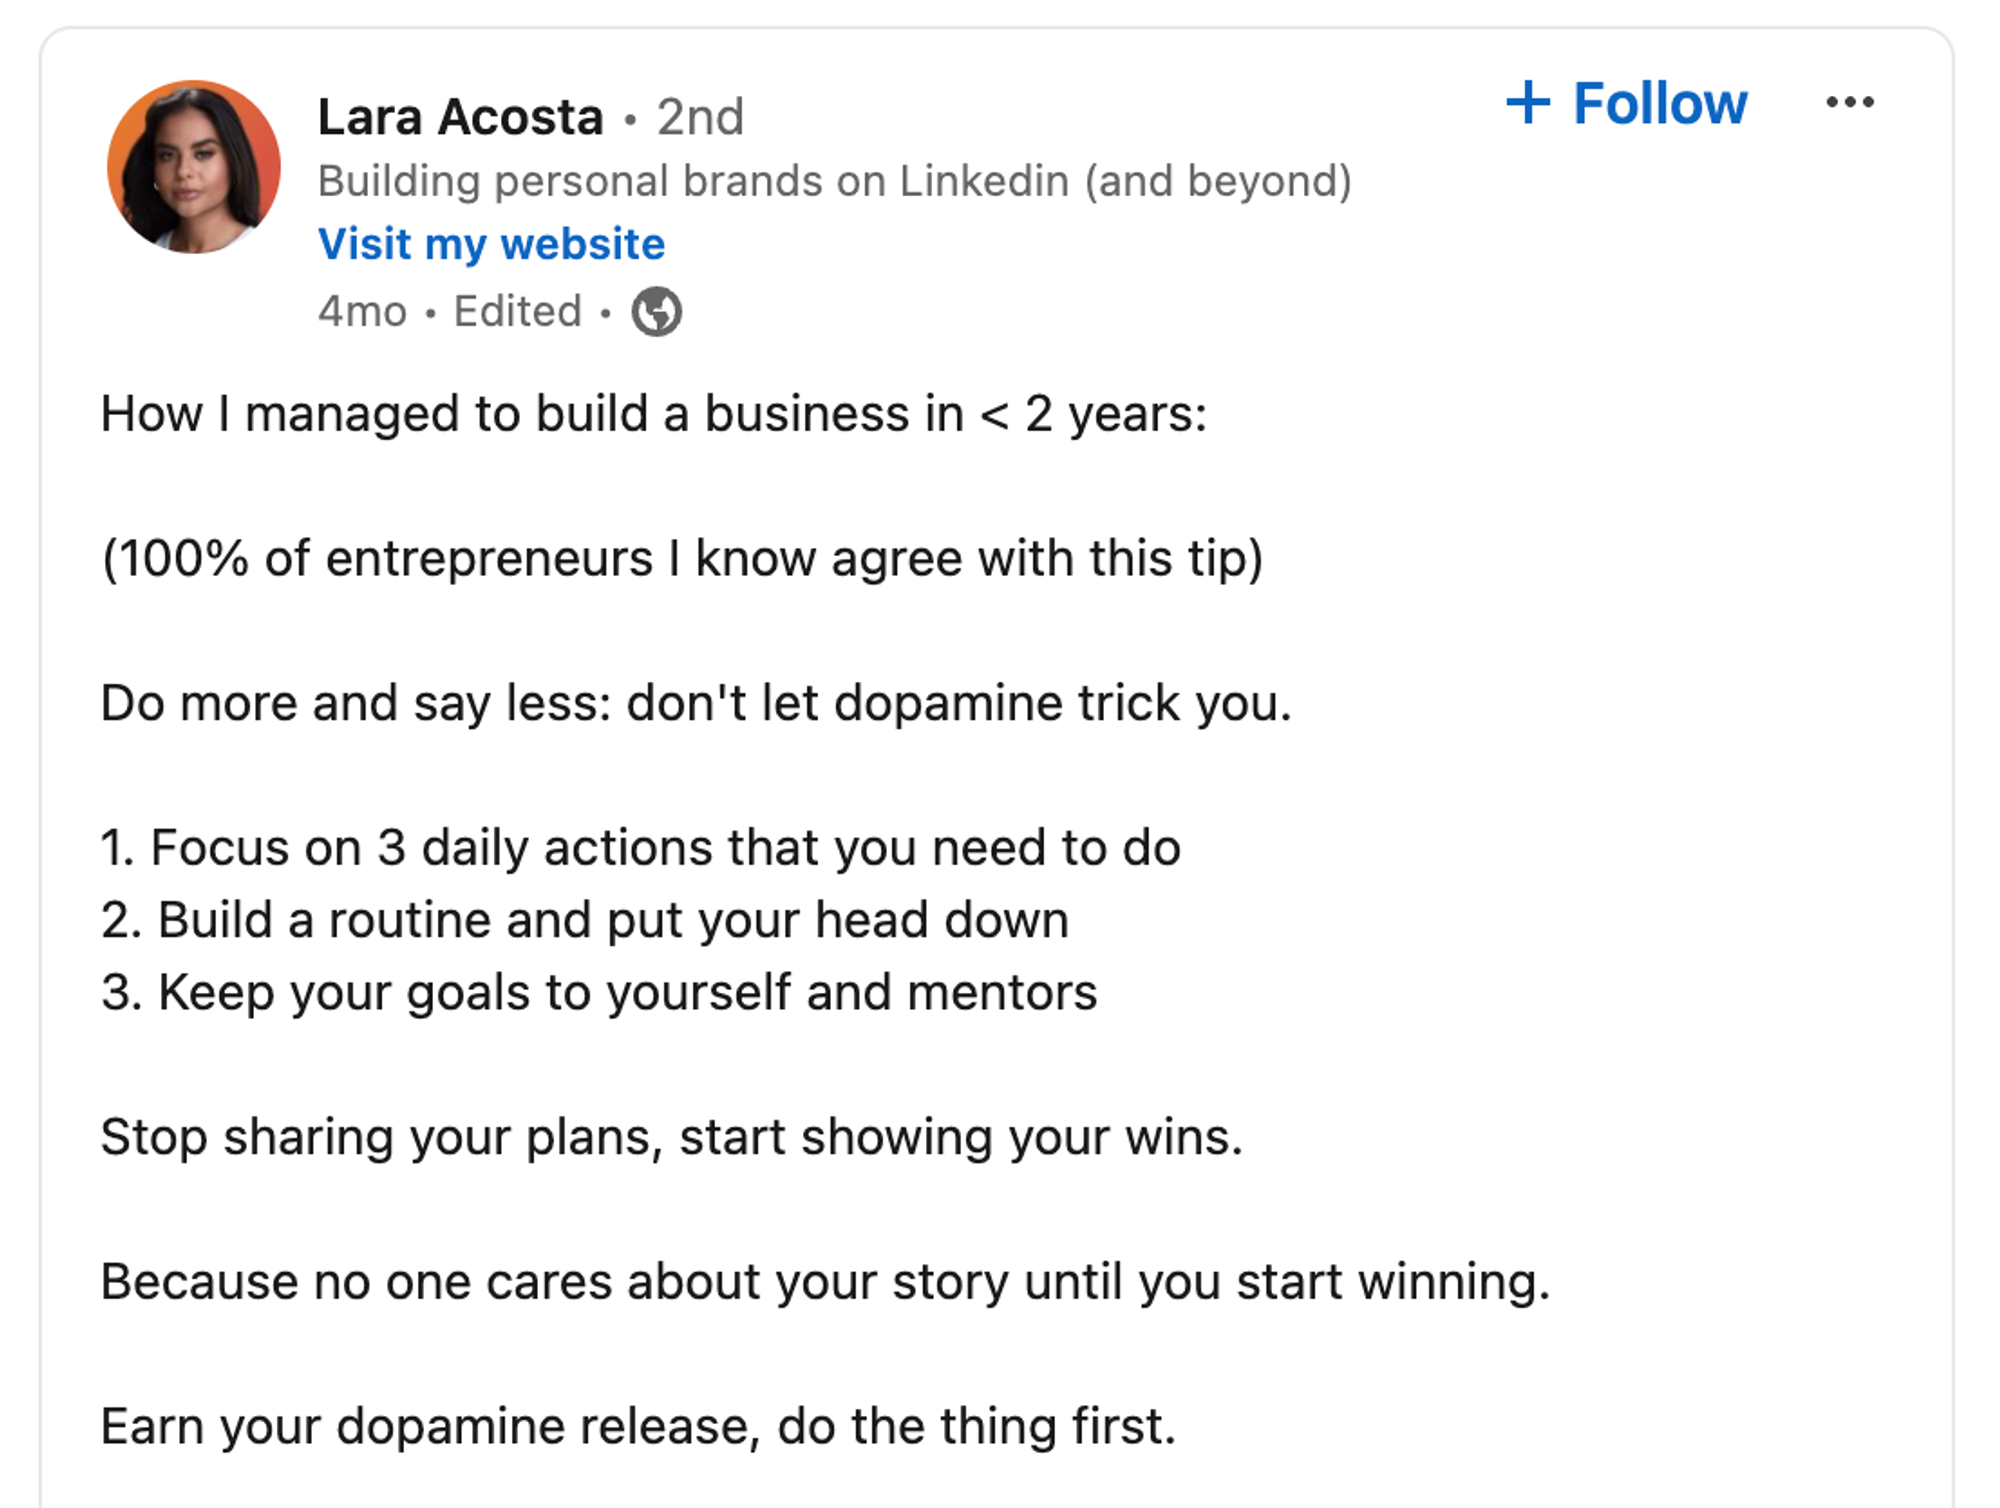 Lara Acosta • 2nd
+ Follow
Building personal brands on Linkedin (and beyond)
Visit my website
4mo • Edited •
How I managed to build a business in < 2 years:
(100% of entrepreneurs I know agree with this tip)
Do more and say less: don't let dopamine trick you.
1. Focus on 3 daily actions that you need to do
2. Build a routine and put your head down
3. Keep your goals to yourself and mentors
Stop sharing your plans, start showing your wins.
Because no one cares about your story until you start winning.
Earn your dopamine release, do the thing first.